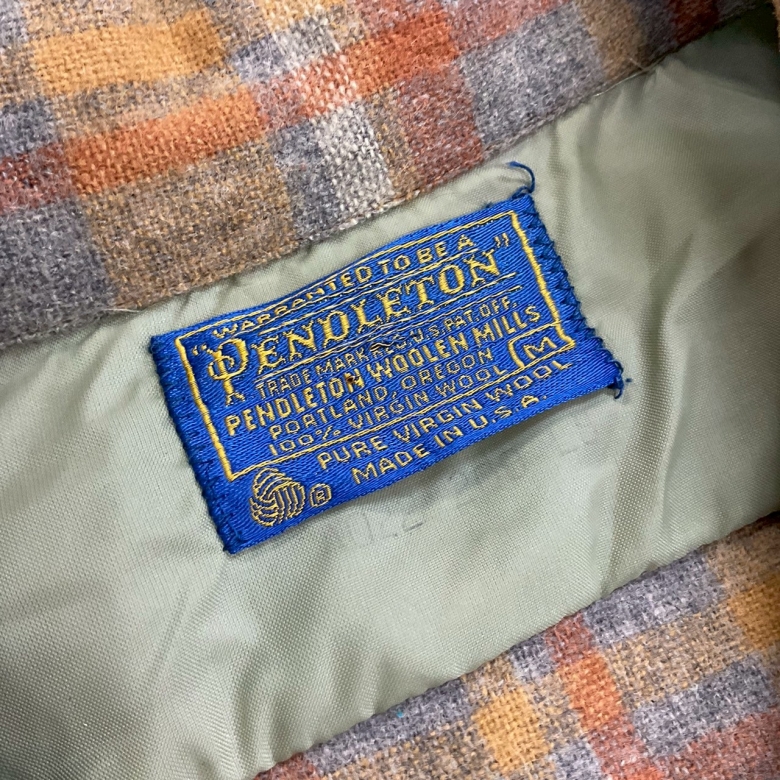 WARRANTED TO BE A
"PENDLETON"
TRADE MARK REG. U.S. PAT. OFF.
PENDLETON WOOLEN MILLS
PORTLAND, OREGON
100% VIRGIN WOOL
M
PURE VIRGIN WOOL
® MADE IN U.S.A.